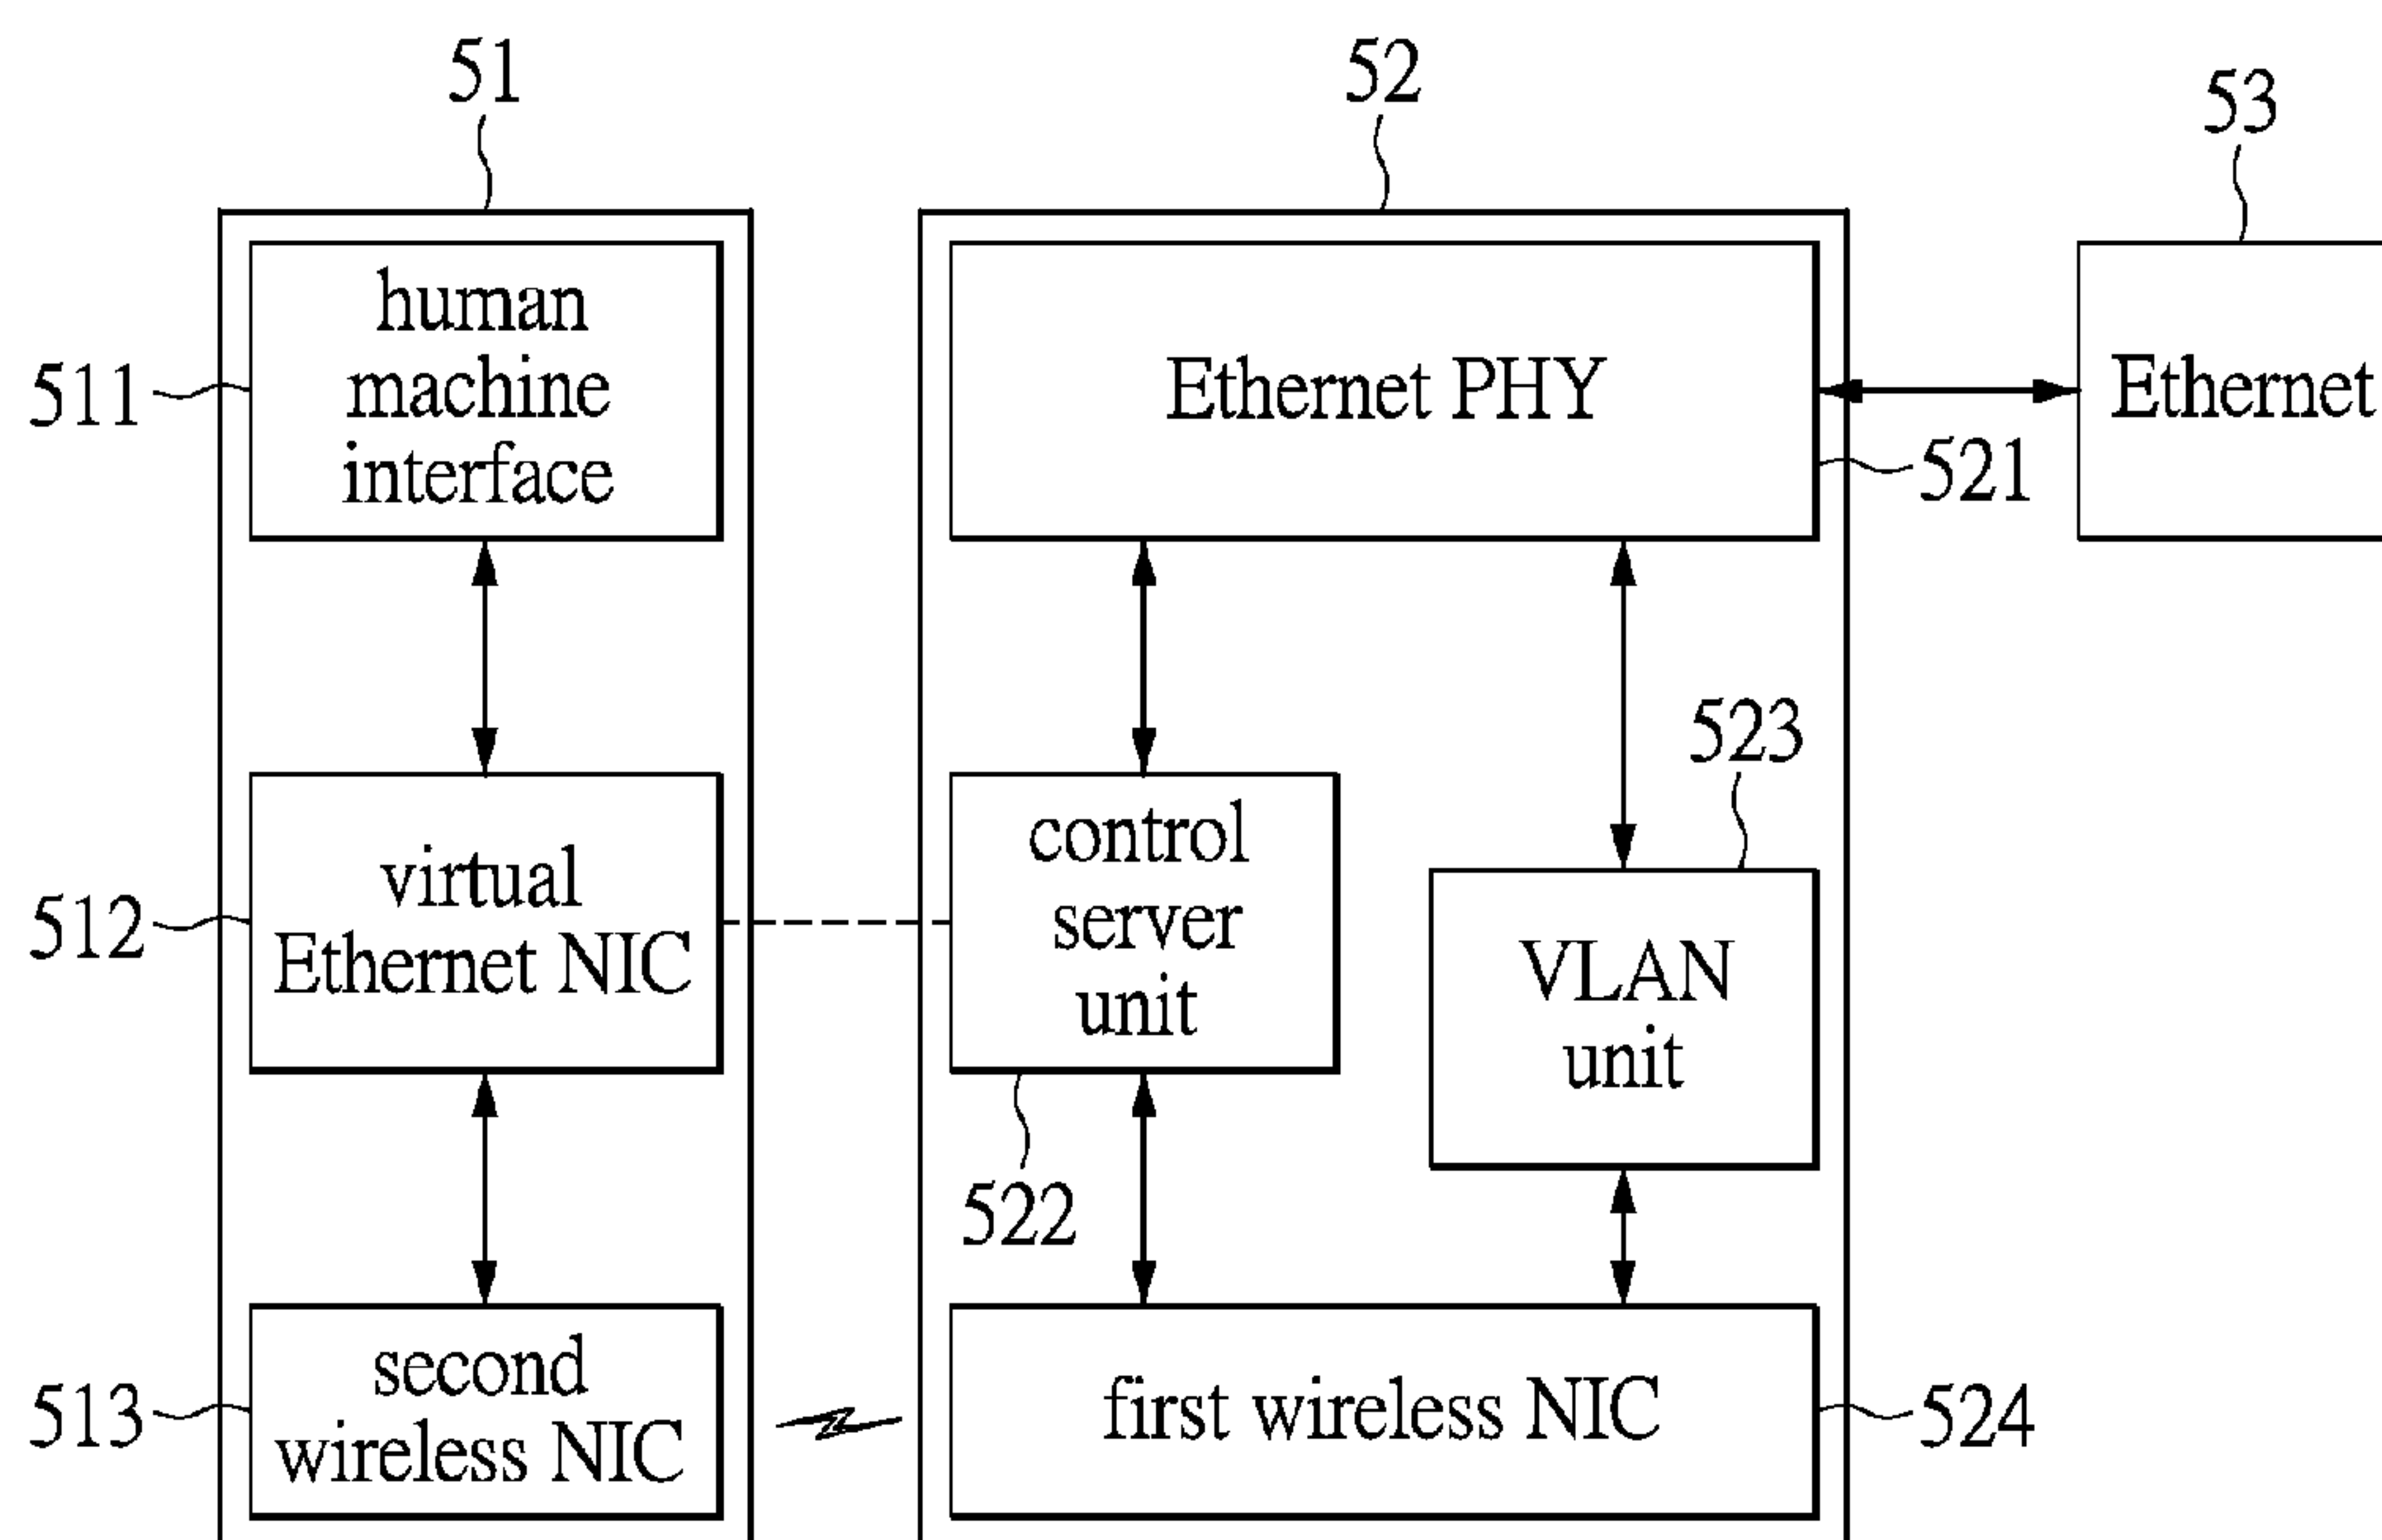 51
52
53
human
machine
interface
511
Ethernet PHY
Ethernet
521
523
virtual
Ethernet NIC
512
control
server
unit
VLAN
unit
522
second
wireless NIC
513
first wireless NIC
524